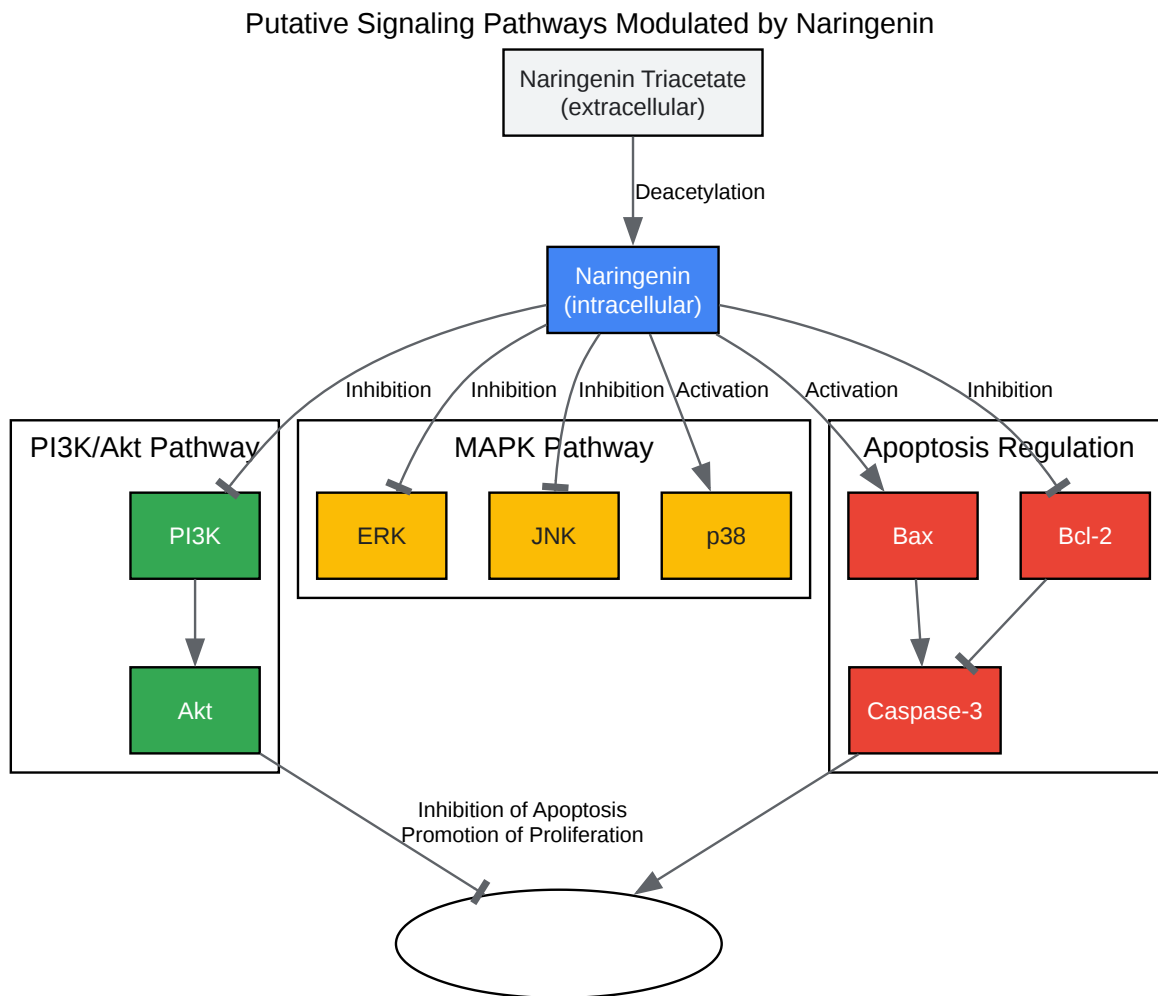 Putative Signaling Pathways Modulated by Naringenin
Naringenin Triacetate
(extracellular)
Deacetylation
Naringenin
(intracellular)
Inhibition
Inhibition
Inhibition
Activation
Activation
Inhibition
PI3K/Akt Pathway
MAPK Pathway
Apoptosis Regulation
PI3K
ERK
JNK
p38
Bax
Bcl-2
Akt
Caspase-3
Inhibition of Apoptosis
Promotion of Proliferation